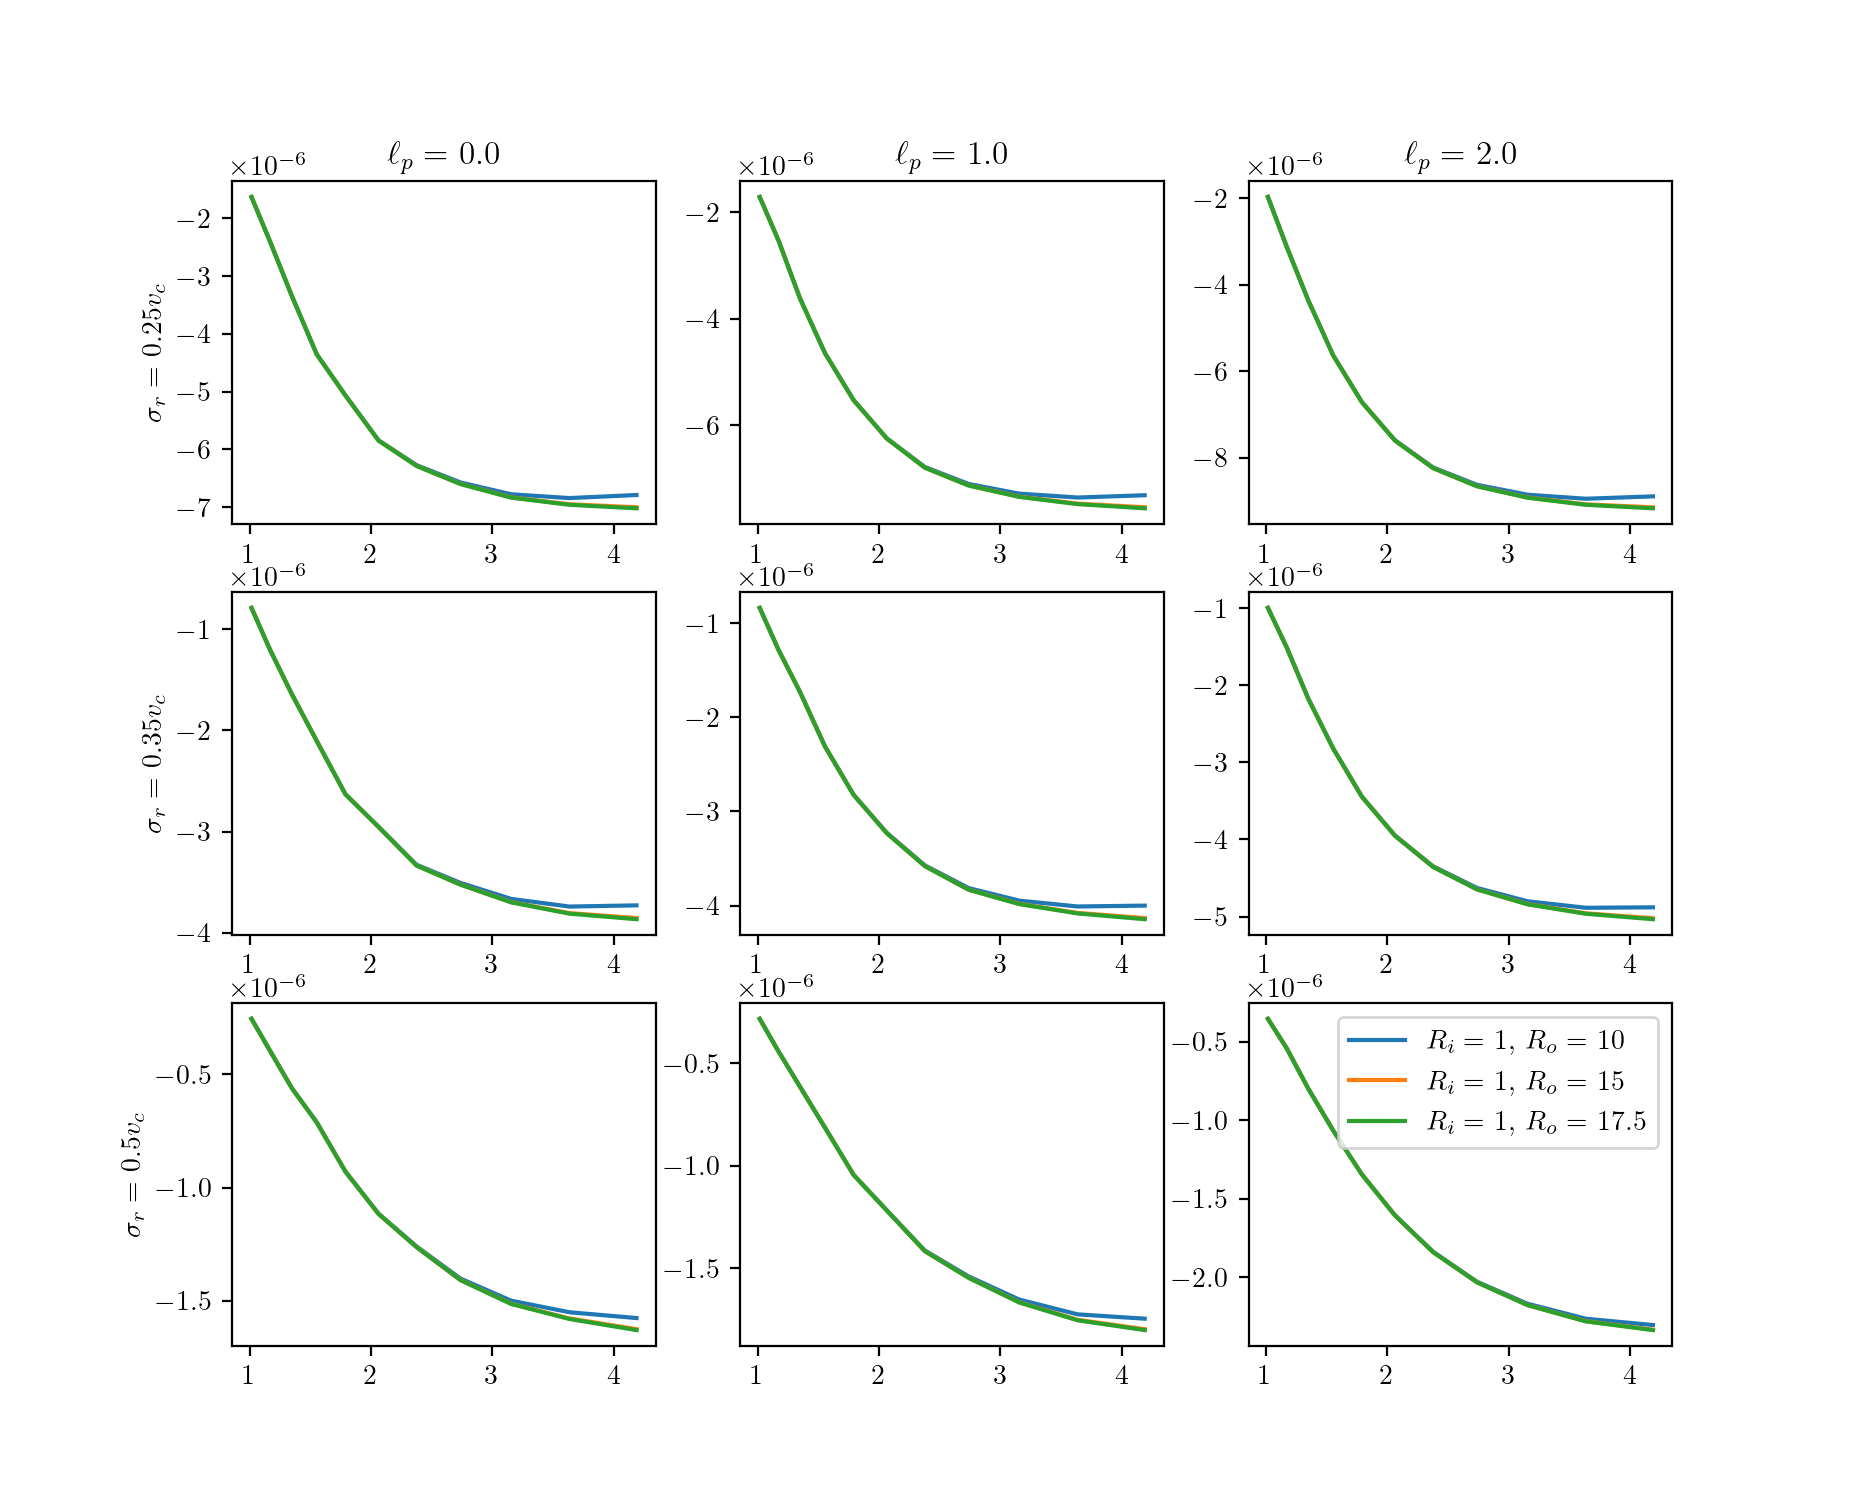 ℓ_p = 0.0
ℓ_p = 1.0
ℓ_p = 2.0
×10⁻⁶
×10⁻⁶
×10⁻⁶
σ_r = 0.25v_c
−2
−3
−4
−5
−6
−7
1 2 3 4
−2
−4
−6
1 2 3 4
−2
−4
−6
−8
1 2 3 4
×10⁻⁶
×10⁻⁶
×10⁻⁶
σ_r = 0.35v_c
−1
−2
−3
−4
1 2 3 4
−1
−2
−3
−4
1 2 3 4
−1
−2
−3
−4
−5
1 2 3 4
×10⁻⁶
×10⁻⁶
×10⁻⁶
σ_r = 0.5v_c
−0.5
−1.0
−1.5
1 2 3 4
−0.5
−1.0
−1.5
1 2 3 4
−0.5
−1.0
−1.5
−2.0
1 2 3 4
R_i = 1, R_o = 10
R_i = 1, R_o = 15
R_i = 1, R_o = 17.5